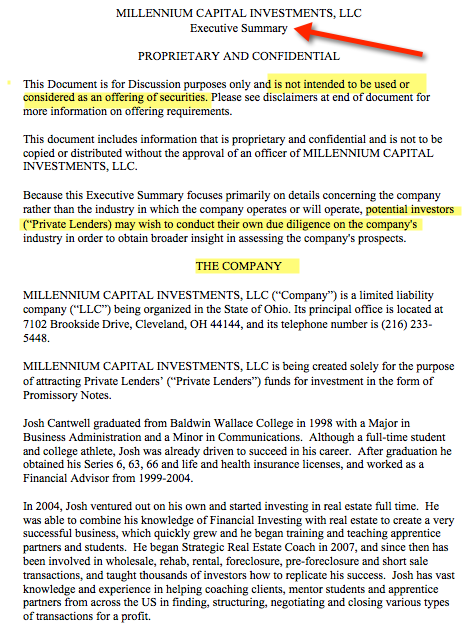 MILLENNIUM CAPITAL INVESTMENTS, LLC
Executive Summary
PROPRIETARY AND CONFIDENTIAL
This Document is for Discussion purposes only and is not intended to be used or
considered as an offering of securities. Please see disclaimers at end of document for
more information on offering requirements.
This document includes information that is proprietary and confidential and is not to be
copied or distributed without the approval of an officer of MILLENNIUM CAPITAL
INVESTMENTS, LLC.
Because this Executive Summary focuses primarily on details concerning the company
rather than the industry in which the company operates or will operate, potential investors
(“Private Lenders) may wish to conduct their own due diligence on the company's
industry in order to obtain broader insight in assessing the company's prospects.
THE COMPANY
MILLENNIUM CAPITAL INVESTMENTS, LLC (“Company”) is a limited liability
company (“LLC”) being organized in the State of Ohio. Its principal office is located at
7102 Brookside Drive, Cleveland, OH 44144, and its telephone number is (216) 233-
5448.
MILLENNIUM CAPITAL INVESTMENTS, LLC is being created solely for the purpose
of attracting Private Lenders’ (“Private Lenders”) funds for investment in the form of
Promissory Notes.
Josh Cantwell graduated from Baldwin Wallace College in 1998 with a Major in
Business Administration and a Minor in Communications.  Although a full-time student
and college athlete, Josh was already driven to succeed in his career.  After graduation he
obtained his Series 6, 63, 66 and life and health insurance licenses, and worked as a
Financial Advisor from 1999-2004.
In 2004, Josh ventured out on his own and started investing in real estate full time.  He
was able to combine his knowledge of Financial Investing with real estate to create a very
successful business, which quickly grew and he began training and teaching apprentice
partners and students.  He began Strategic Real Estate Coach in 2007, and since then has
been involved in wholesale, rehab, rental, foreclosure, pre-foreclosure and short sale
transactions, and taught thousands of investors how to replicate his success.  Josh has vast
knowledge and experience in helping coaching clients, mentor students and apprentice
partners from across the US in finding, structuring, negotiating and closing various types
of transactions for a profit.